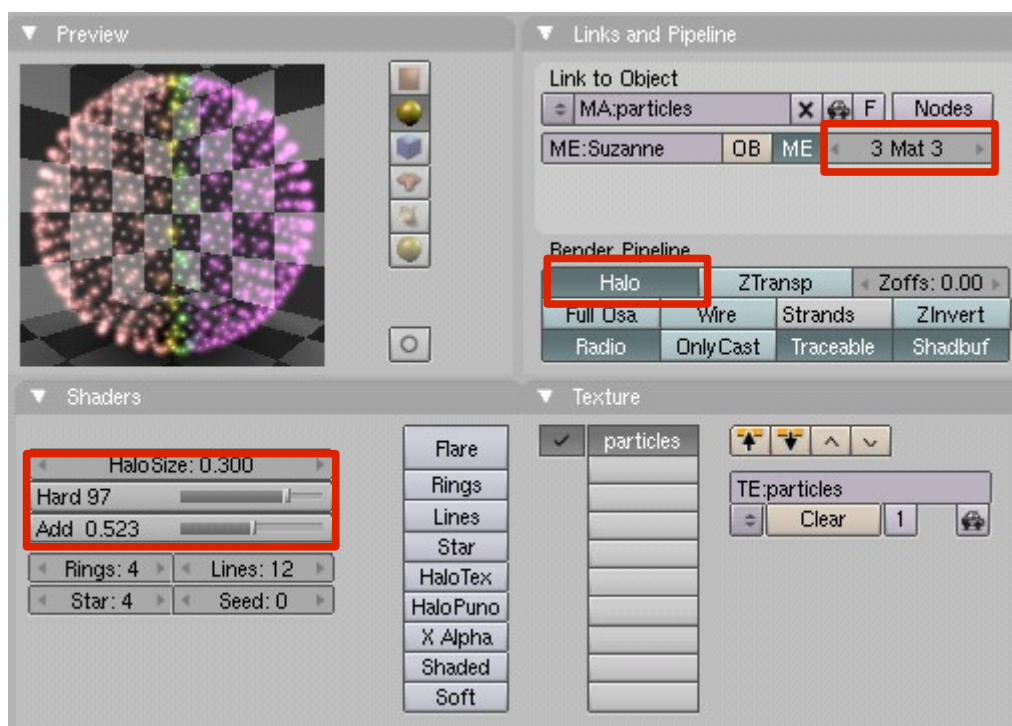 Preview
Links and Pipeline
Link to Object
MA:particles F Nodes
ME:Suzanne OB ME 3 Mat 3
Render Pipeline
Halo ZTransp Zoffs: 0.00
Full Osa Wire Strands ZInvert
Radio OnlyCast Traceable Shadbuf
Shaders
HaloSize: 0.300
Hard 97
Add 0.523
Rings: 4 Lines: 12
Star: 4 Seed: 0
Flare
Rings
Lines
Star
HaloTex
HaloPuno
X Alpha
Shaded
Soft
Texture
particles
TE:particles
Clear 1